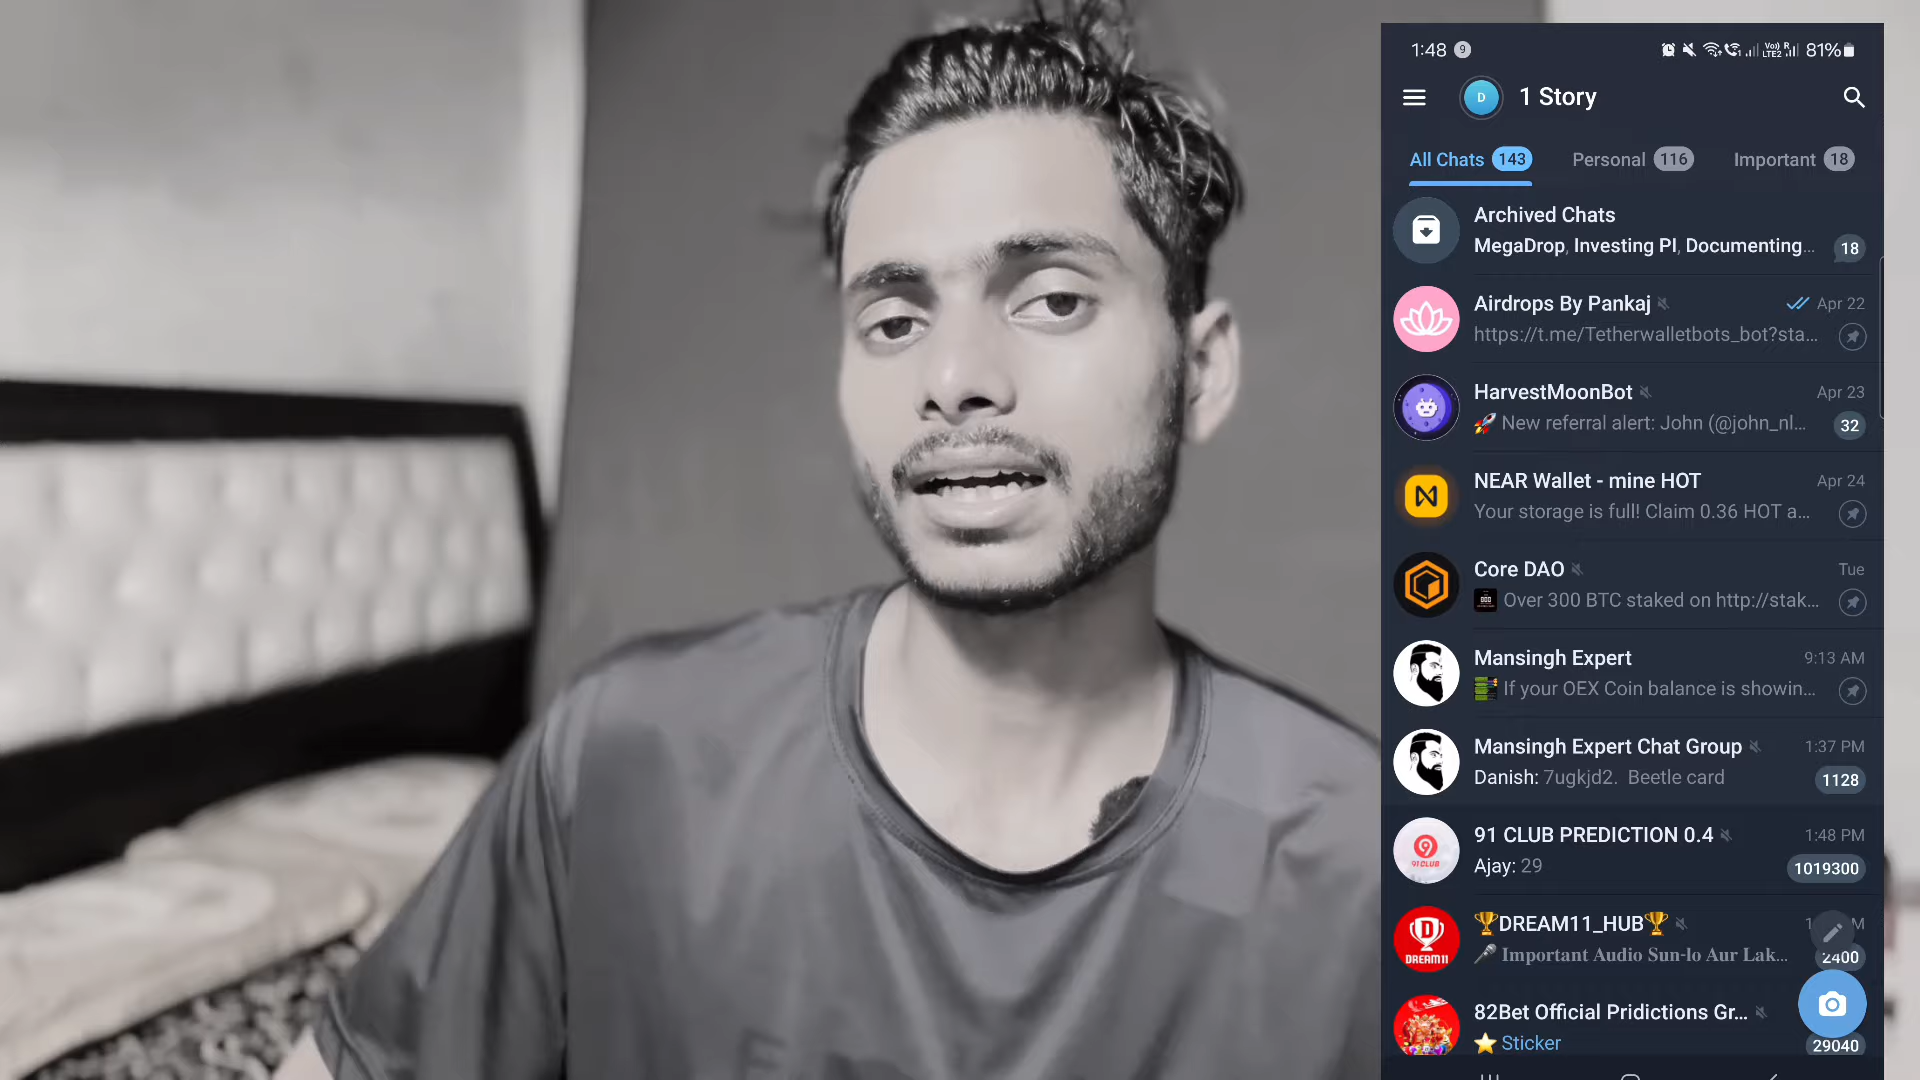 1:48 9 Vo) R LTE2 81%
D 1 Story
All Chats 143 Personal 116 Important 18
Archived Chats
MegaDrop, Investing PI, Documenting... 18
Airdrops By Pankaj Apr 22
https://t.me/Tetherwalletbots_bot?sta...
HarvestMoonBot Apr 23
🚀 New referral alert: John (@john_nl... 32
NEAR Wallet - mine HOT Apr 24
Your storage is full! Claim 0.36 HOT a...
Core DAO Tue
Over 300 BTC staked on http://stak...
Mansingh Expert 9:13 AM
If your OEX Coin balance is showin...
Mansingh Expert Chat Group 1:37 PM
Danish: 7ugkjd2. Beetle card 1128
91 CLUB PREDICTION 0.4 1:48 PM
91 CLUB
Ajay: 29 1019300
🏆DREAM11_HUB🏆
DREAM11
🎤 Important Audio Sun-lo Aur Lak... 2400
82Bet Official Pridictions Gr...
⭐ Sticker 29040